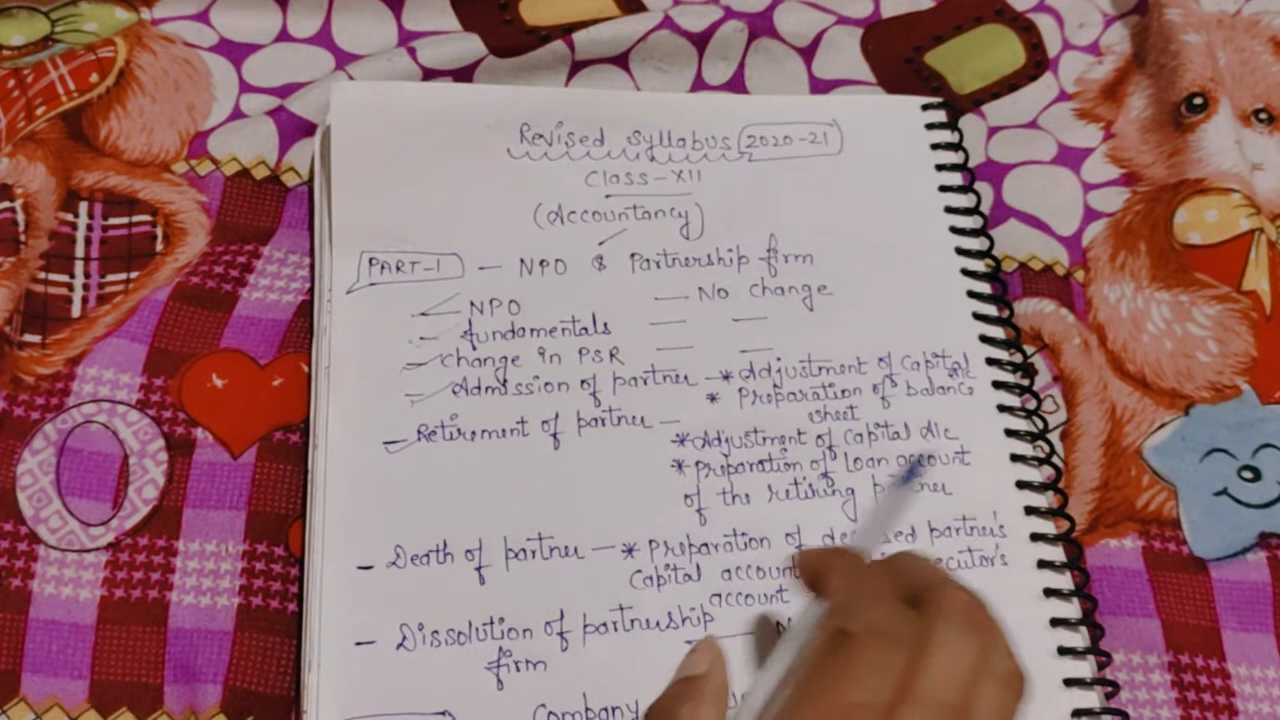 Revised Syllabus 2020-21
Class-XII
(Accountancy)
PART-1 — NPO & Partnership firm
NPO — No change
fundamentals — —
change in PSR — —
Admission of partner - * Adjustment of Capital A/c
* Preparation of balance
sheet
- Retirement of partner -
* Adjustment of Capital A/c
* Preparation of Loan account
of the retiring partner
- Death of partner - * Preparation of deceased partner's
Capital account
account
- Dissolution of partnership
firm
Company